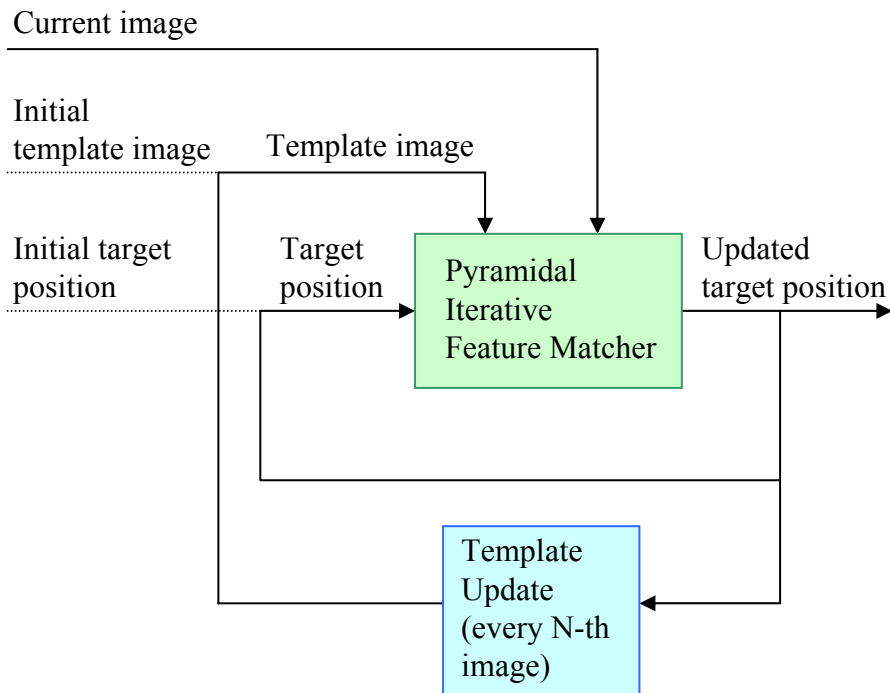 Current image
Initial
template image
Template image
Initial target
position
Target
position
Pyramidal
Iterative
Feature Matcher
Updated
target position
Template
Update
(every N-th
image)